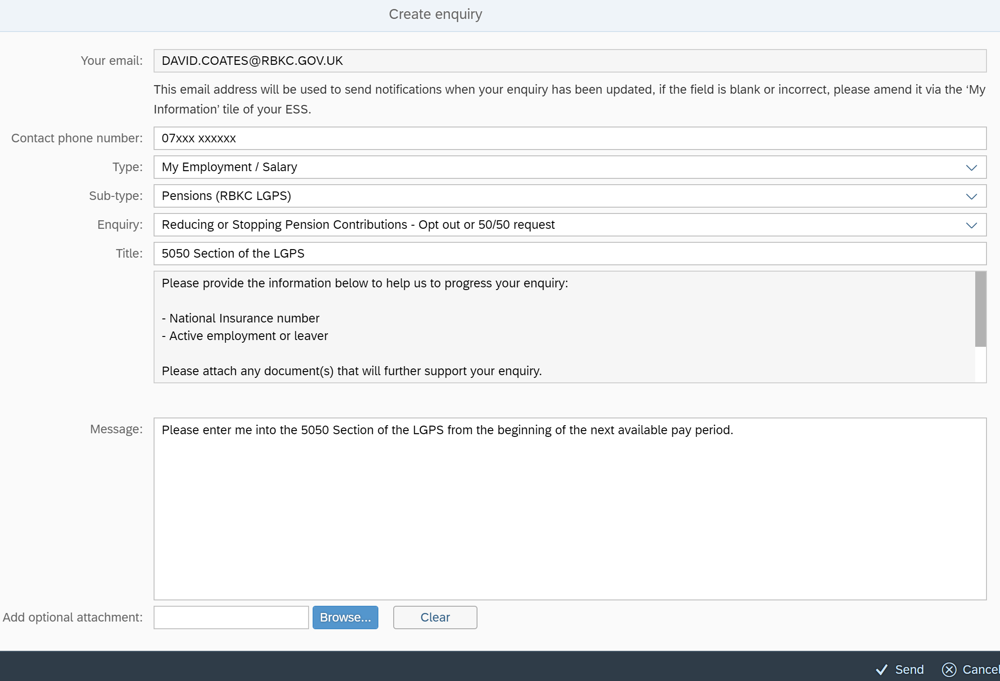 Create enquiry
Your email: DAVID.COATES@RBKC.GOV.UK
This email address will be used to send notifications when your enquiry has been updated, if the field is blank or incorrect, please amend it via the ‘My
Information’ tile of your ESS.
Contact phone number: 07xxx xxxxxx
Type: My Employment / Salary
Sub-type: Pensions (RBKC LGPS)
Enquiry: Reducing or Stopping Pension Contributions - Opt out or 50/50 request
Title: 5050 Section of the LGPS
Please provide the information below to help us to progress your enquiry:
- National Insurance number
- Active employment or leaver
Please attach any document(s) that will further support your enquiry.
Message: Please enter me into the 5050 Section of the LGPS from the beginning of the next available pay period.
Add optional attachment: Browse... Clear
Send Cancel